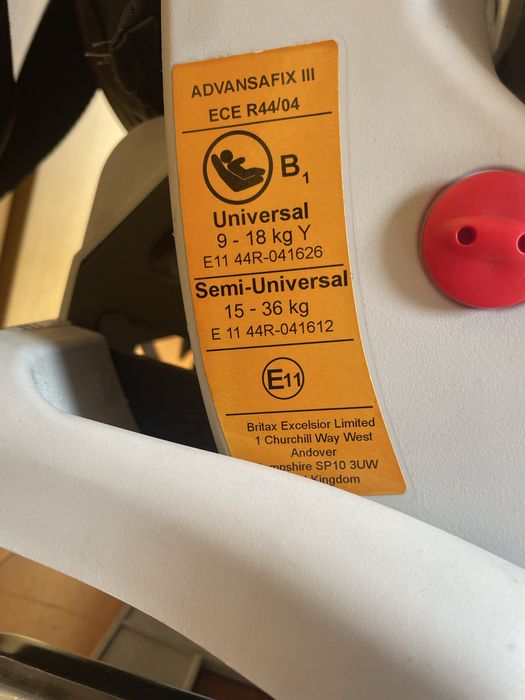 ADVANSAFIX III
ECE R44/04
B1
Universal
9 - 18 kg Y
E11 44R-041626
Semi-Universal
15 - 36 kg
E 11 44R-041612
E11
Britax Excelsior Limited
1 Churchill Way West
Andover
mpshire SP10 3UW
Kingdom